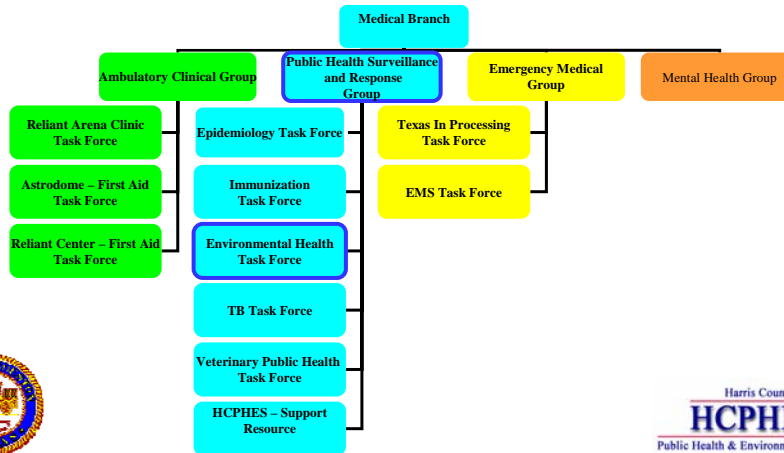 Medical Branch
Ambulatory Clinical Group
Public Health Surveillance
and Response
Group
Emergency Medical
Group
Mental Health Group
Reliant Arena Clinic
Task Force
Astrodome – First Aid
Task Force
Reliant Center – First Aid
Task Force
Epidemiology Task Force
Immunization
Task Force
Environmental Health
Task Force
TB Task Force
Veterinary Public Health
Task Force
HCPHES – Support
Resource
Texas In Processing
Task Force
EMS Task Force
Harris Coun
HCPH
Public Health & Environ